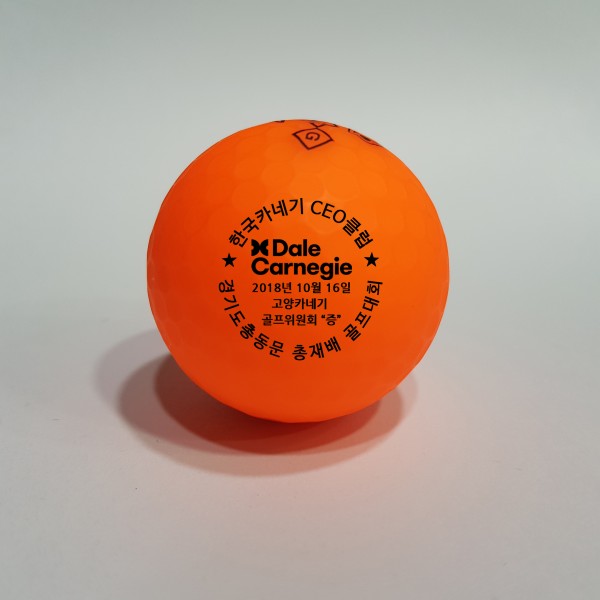 G
한국카네기 CEO클럽
★ ★
Dale
Carnegie
2018년 10월 16일
고양카네기
골프위원회 "증"
경기도총동문 총재배 골프대회